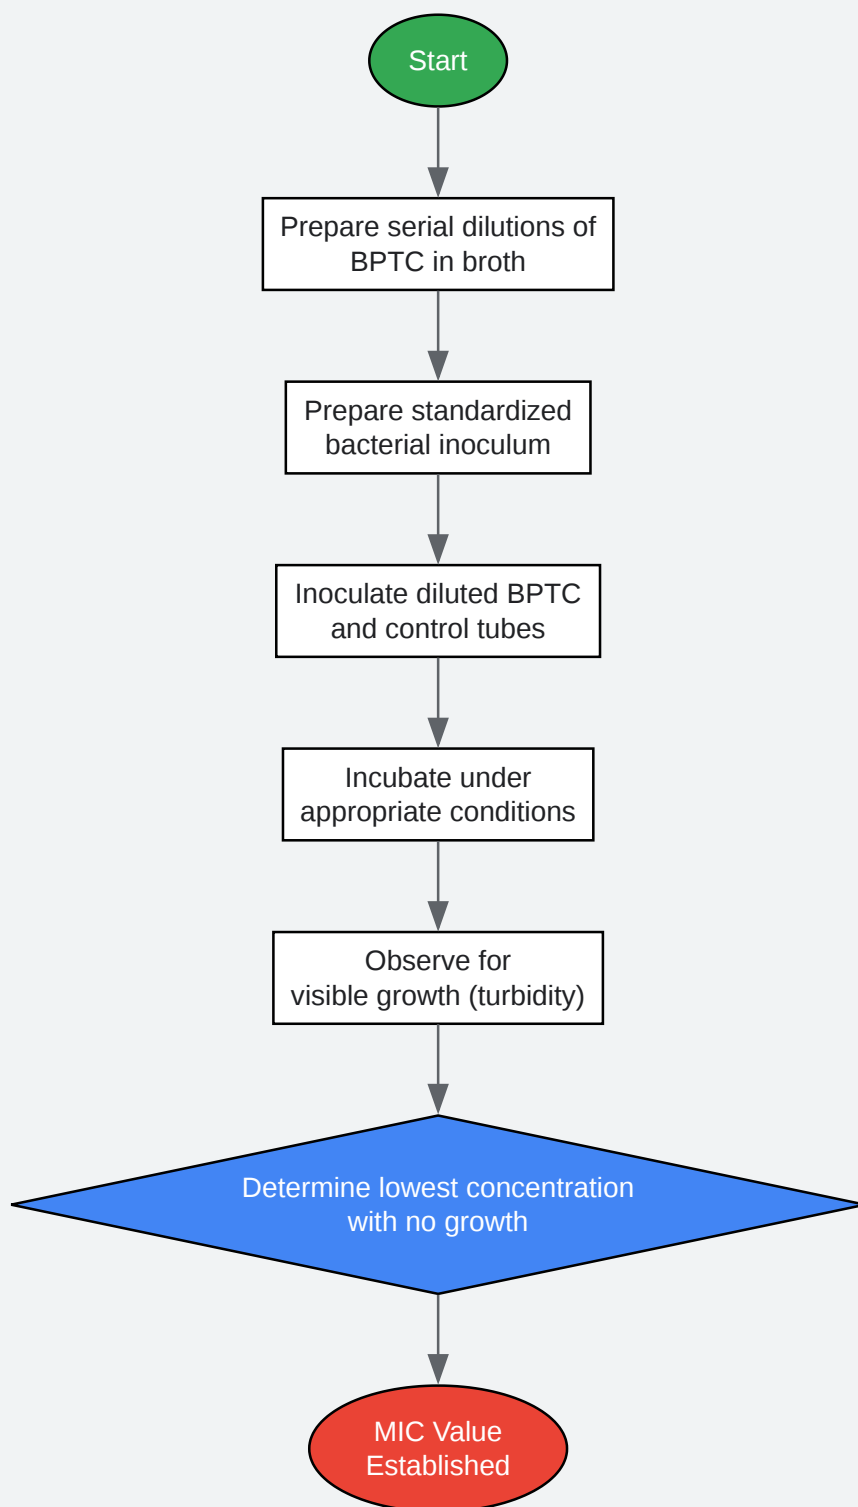 Start
Prepare serial dilutions of
BPTC in broth
Prepare standardized
bacterial inoculum
Inoculate diluted BPTC
and control tubes
Incubate under
appropriate conditions
Observe for
visible growth (turbidity)
Determine lowest concentration
with no growth
MIC Value
Established